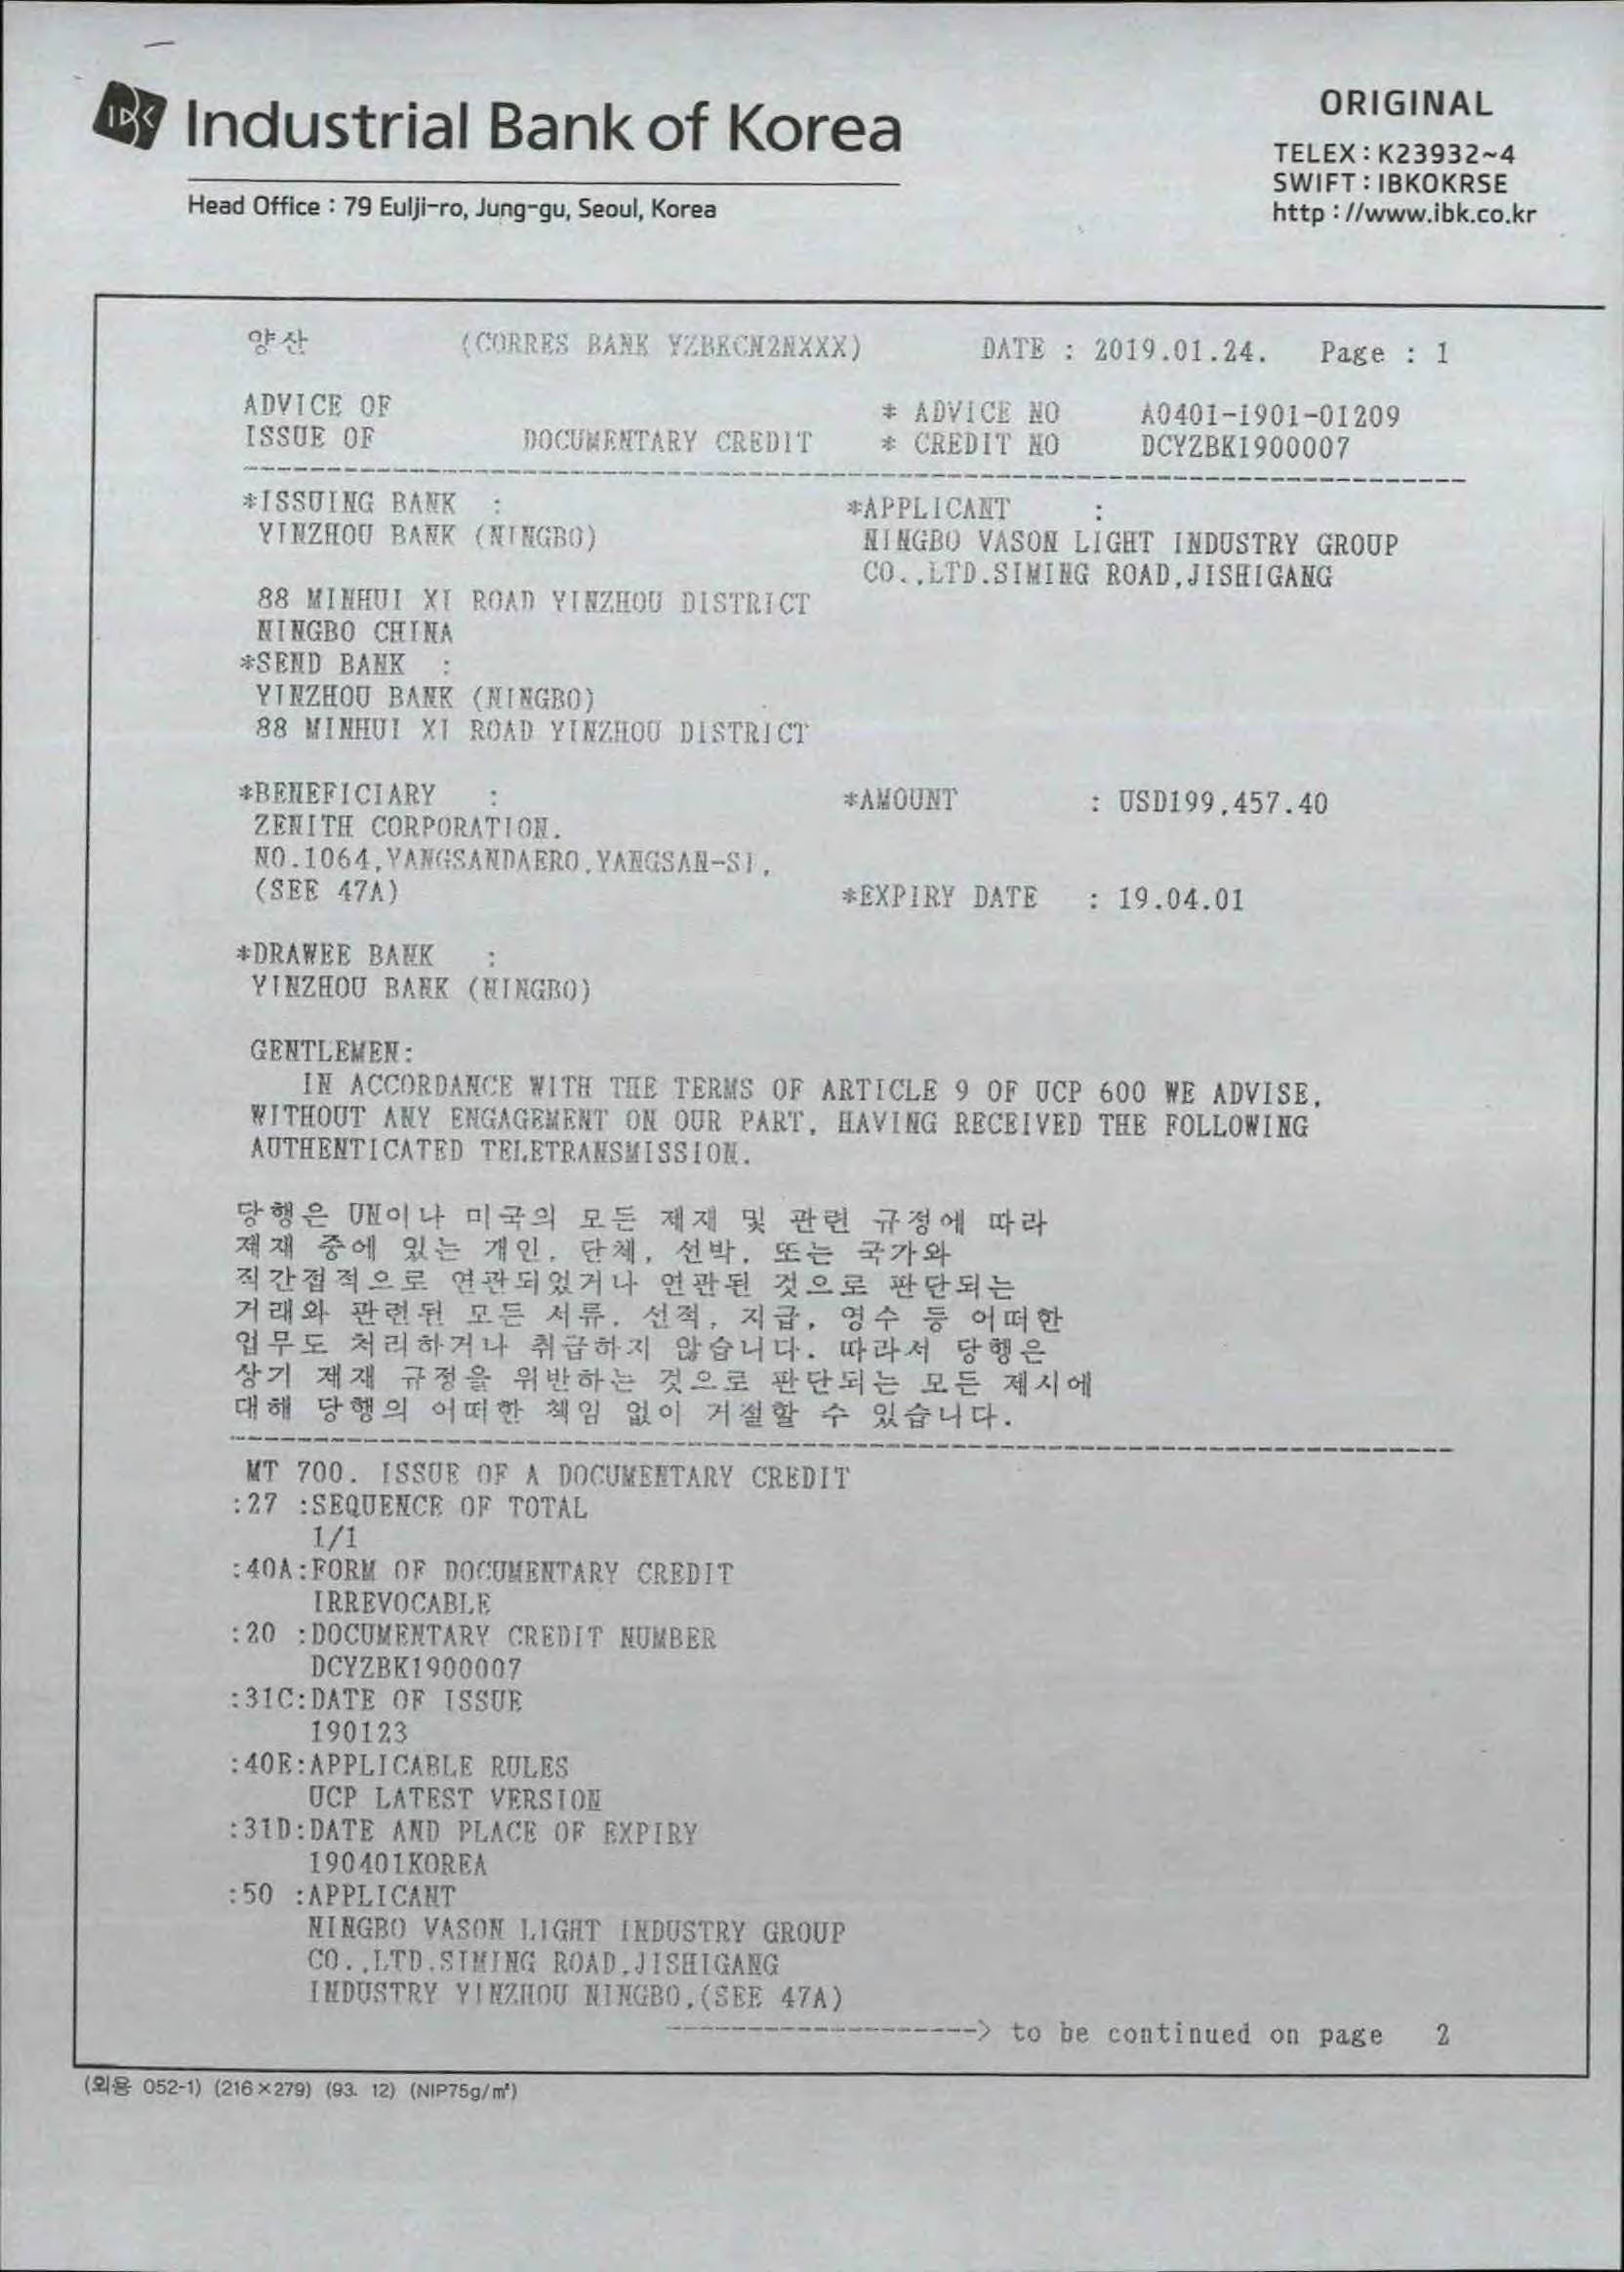 IBK Industrial Bank of Korea
Head Office : 79 Eulji-ro, Jung-gu, Seoul, Korea
ORIGINAL
TELEX : K23932~4
SWIFT : IBKOKRSE
http : //www.ibk.co.kr
양산 (CORRES BANK YZBKCN2NXXX) DATE : 2019.01.24. Page : 1
ADVICE OF * ADVICE NO A0401-1901-01209
ISSUE OF DOCUMENTARY CREDIT * CREDIT NO DCYZBK1900007
*ISSUING BANK : *APPLICANT :
YINZHOU BANK (NINGBO) NINGBO VASON LIGHT INDUSTRY GROUP
CO.,LTD.SIMING ROAD,JISHIGANG
88 MINHUI XI ROAD YINZHOU DISTRICT
NINGBO CHINA
*SEND BANK :
YINZHOU BANK (NINGBO)
88 MINHUI XI ROAD YINZHOU DISTRICT
*BENEFICIARY : *AMOUNT : USD199,457.40
ZENITH CORPORATION.
NO.1064,YANGSANDAERO,YANGSAN-SI,
(SEE 47A) *EXPIRY DATE : 19.04.01
*DRAWEE BANK :
YINZHOU BANK (NINGBO)
GENTLEMEN:
IN ACCORDANCE WITH THE TERMS OF ARTICLE 9 OF UCP 600 WE ADVISE,
WITHOUT ANY ENGAGEMENT ON OUR PART, HAVING RECEIVED THE FOLLOWING
AUTHENTICATED TELETRANSMISSION.
당행은 UN이나 미국의 모든 제재 및 관련 규정에 따라
제재 중에 있는 개인, 단체, 선박, 또는 국가와
직간접적으로 연관되었거나 연관된 것으로 판단되는
거래와 관련된 모든 서류, 선적, 지급, 영수 등 어떠한
업무도 처리하거나 취급하지 않습니다. 따라서 당행은
상기 제재 규정을 위반하는 것으로 판단되는 모든 제시에
대해 당행의 어떠한 책임 없이 거절할 수 있습니다.
MT 700. ISSUE OF A DOCUMENTARY CREDIT
:27 :SEQUENCE OF TOTAL
1/1
:40A:FORM OF DOCUMENTARY CREDIT
IRREVOCABLE
:20 :DOCUMENTARY CREDIT NUMBER
DCYZBK1900007
:31C:DATE OF ISSUE
190123
:40E:APPLICABLE RULES
UCP LATEST VERSION
:31D:DATE AND PLACE OF EXPIRY
190401KOREA
:50 :APPLICANT
NINGBO VASON LIGHT INDUSTRY GROUP
CO.,LTD.SIMING ROAD,JISHIGANG
INDUSTRY YINZHOU NINGBO,(SEE 47A)
-------------------> to be continued on page 2
(외용 052-1) (216×279) (93. 12) (NIP75g/㎡)